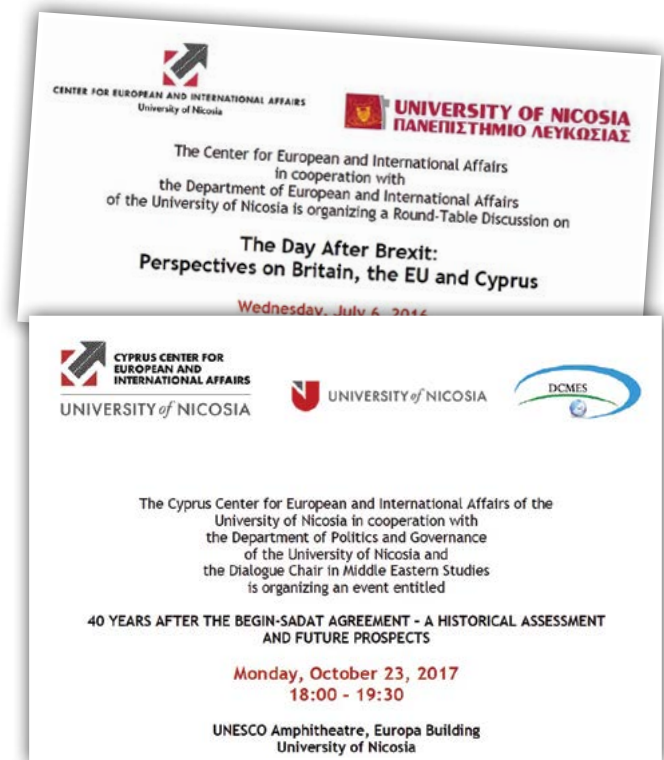 CENTER FOR EUROPEAN AND INTERNATIONAL AFFAIRS
University of Nicosia
UNIVERSITY OF NICOSIA
ΠΑΝΕΠΙΣΤΗΜΙΟ ΛΕΥΚΩΣΙΑΣ
The Center for European and International Affairs
in cooperation with
the Department of European and International Affairs
of the University of Nicosia is organizing a Round-Table Discussion on
The Day After Brexit:
Perspectives on Britain, the EU and Cyprus
Wednesday, July 6, 2016
CYPRUS CENTER FOR
EUROPEAN AND
INTERNATIONAL AFFAIRS
UNIVERSITY of NICOSIA
UNIVERSITY of NICOSIA
DCMES
The Cyprus Center for European and International Affairs of the
University of Nicosia in cooperation with
the Department of Politics and Governance
of the University of Nicosia and
the Dialogue Chair in Middle Eastern Studies
is organizing an event entitled
40 YEARS AFTER THE BEGIN-SADAT AGREEMENT - A HISTORICAL ASSESSMENT
AND FUTURE PROSPECTS
Monday, October 23, 2017
18:00 - 19:30
UNESCO Amphitheatre, Europa Building
University of Nicosia